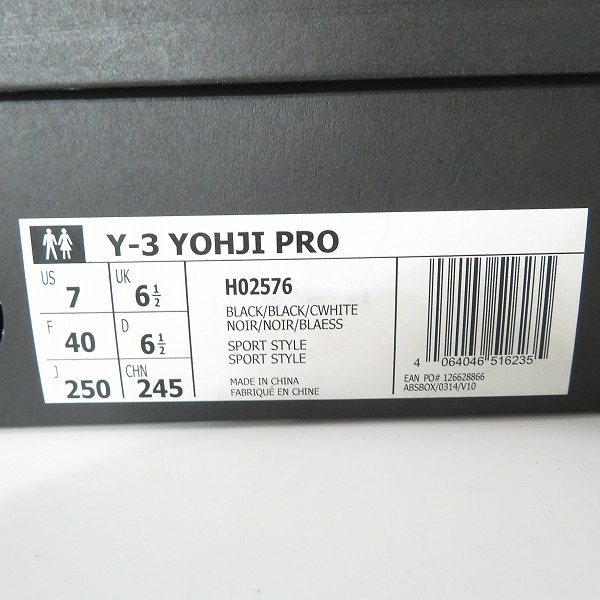 Y-3 YOHJI PRO
US 7 UK 6½
F 40 D 6½
J 250 CHN 245
H02576
BLACK/BLACK/CWHITE
NOIR/NOIR/BLAESS
SPORT STYLE
SPORT STYLE
MADE IN CHINA
FABRIQUÉ EN CHINE
4 064046 516235
EAN PO# 126628866
ABSBOX/0314/V10